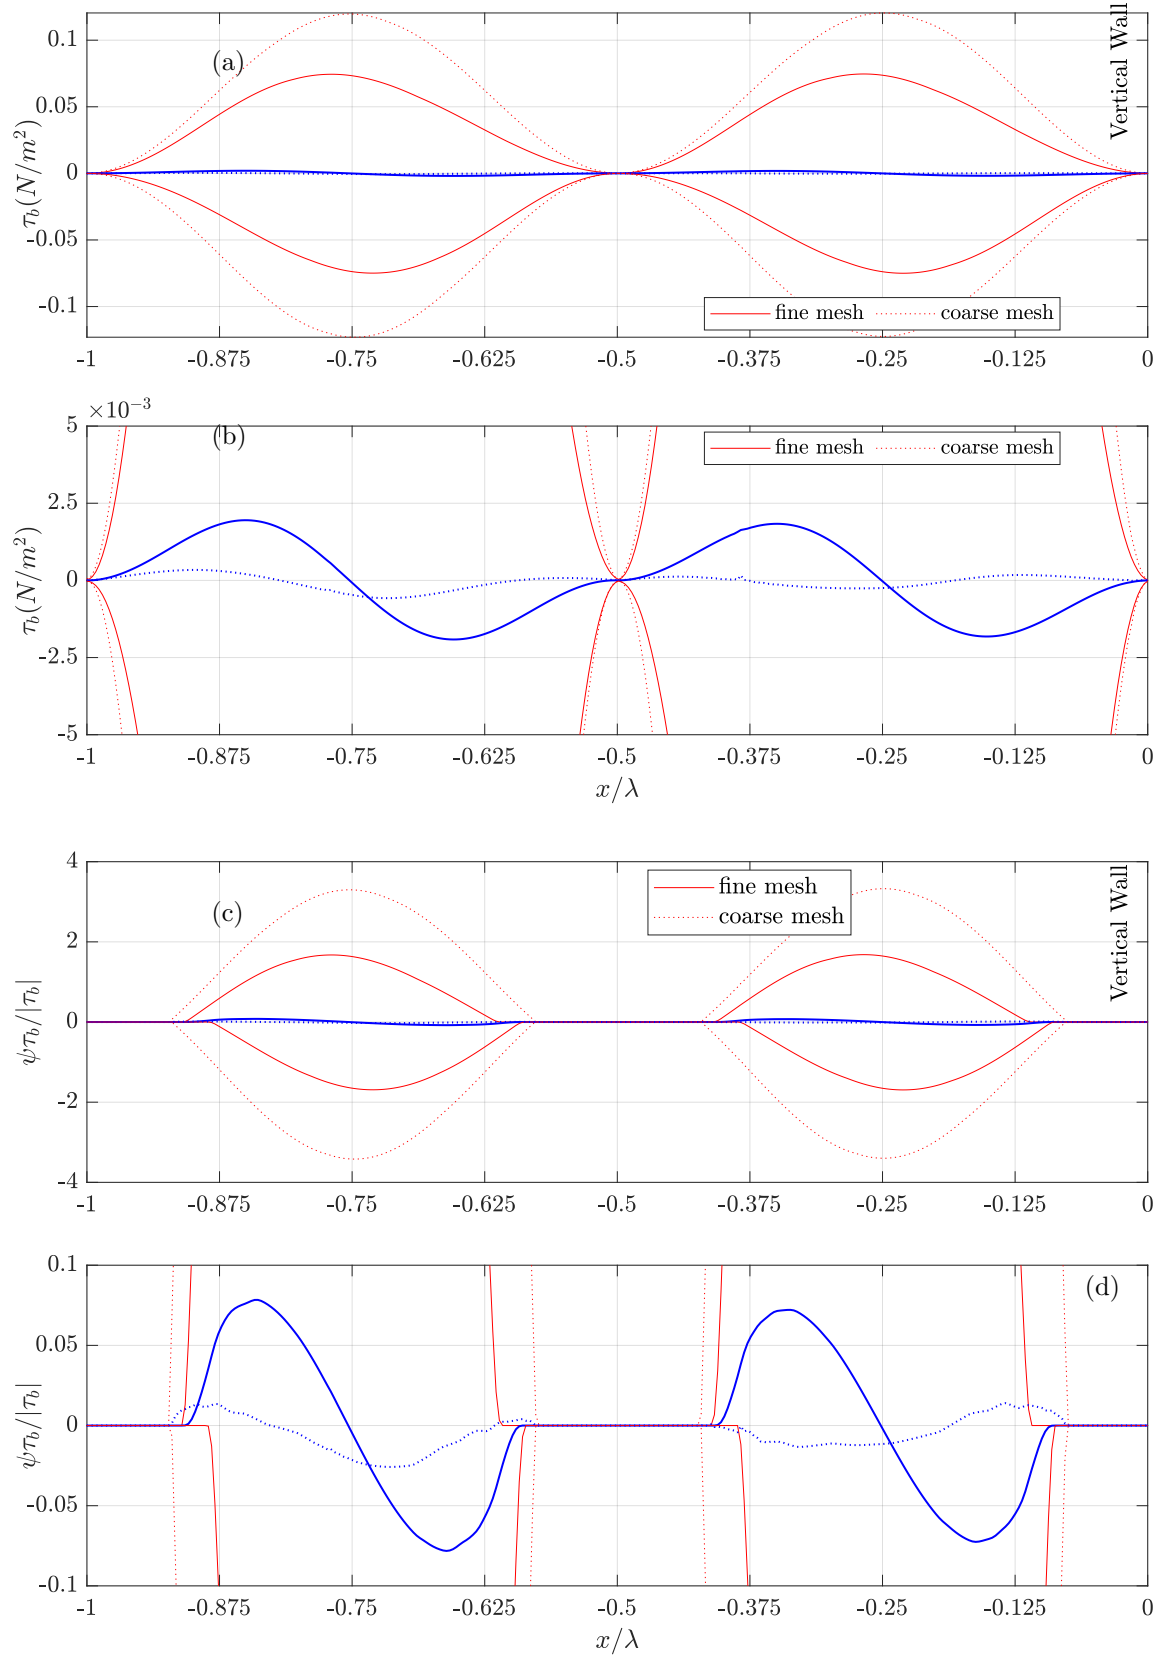 0.1
0.05
0
-0.05
-0.1
τ_b(N/m²)
(a)
Vertical Wall
fine mesh
coarse mesh
-1 -0.875 -0.75 -0.625 -0.5 -0.375 -0.25 -0.125 0
×10⁻³
5
2.5
0
-2.5
-5
τ_b(N/m²)
(b)
fine mesh
coarse mesh
-1 -0.875 -0.75 -0.625 -0.5 -0.375 -0.25 -0.125 0
x/λ
4
2
0
-2
-4
ψτ_b/|τ_b|
(c)
fine mesh
coarse mesh
Vertical Wall
-1 -0.875 -0.75 -0.625 -0.5 -0.375 -0.25 -0.125 0
0.1
0.05
0
-0.05
-0.1
ψτ_b/|τ_b|
(d)
-1 -0.875 -0.75 -0.625 -0.5 -0.375 -0.25 -0.125 0
x/λ